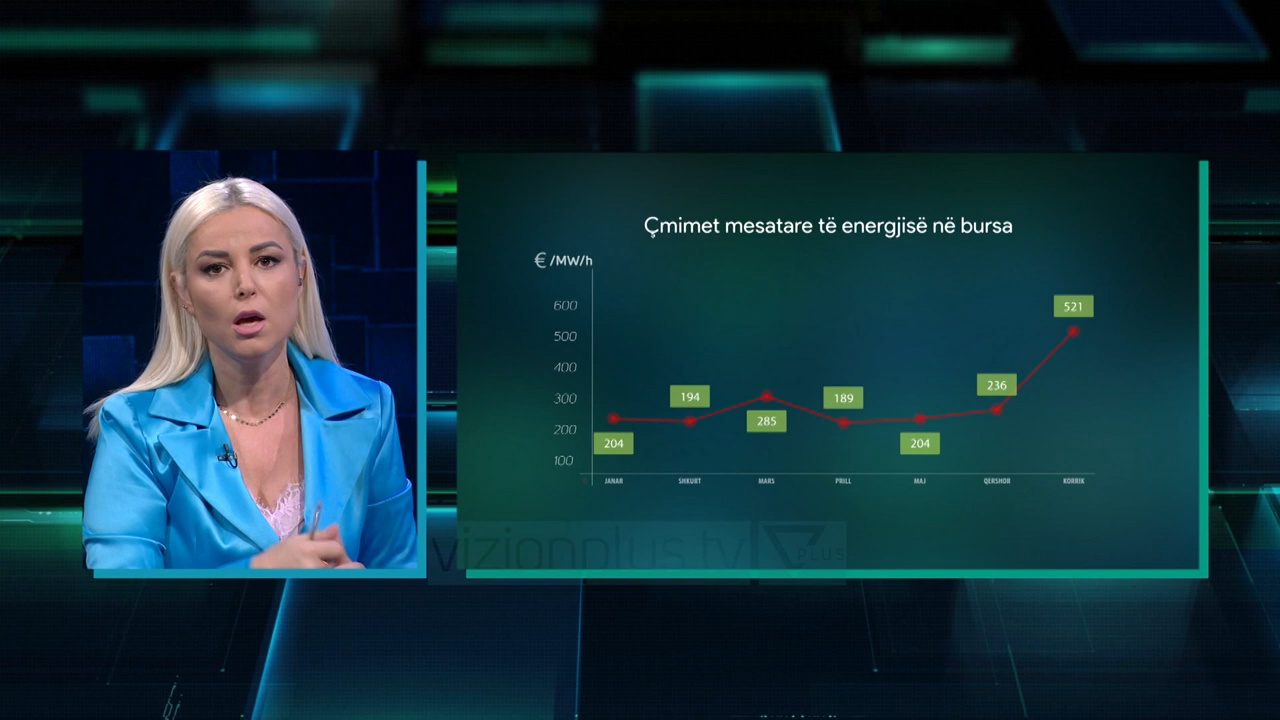 Çmimet mesatare të energjisë në bursa
€/MW/h
600
500
400
300
200
100
204
194
285
189
204
236
521
JANAR
SHKURT
MARS
PRILL
MAJ
QERSHOR
KORRIK
vizionplus.tv
PLUS